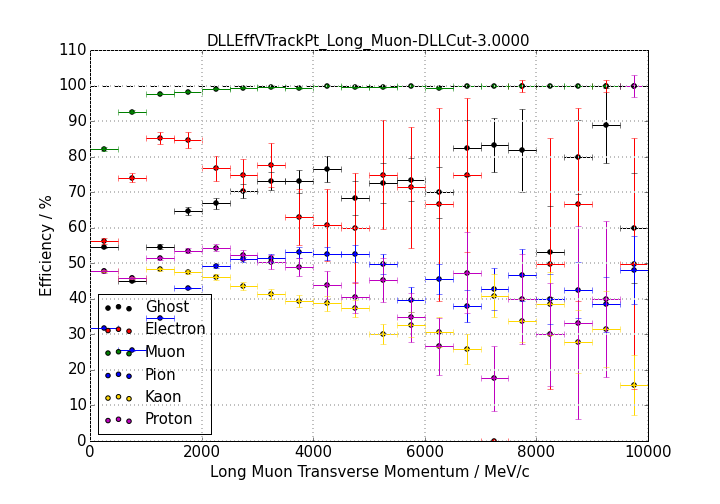 DLLEffVTrackPt_Long_Muon-DLLCut-3.0000
110
100
90
80
70
60
50
40
30
20
10
0
Efficiency / %
Ghost
Electron
Muon
Pion
Kaon
Proton
0 2000 4000 6000 8000 10000
Long Muon Transverse Momentum / MeV/c